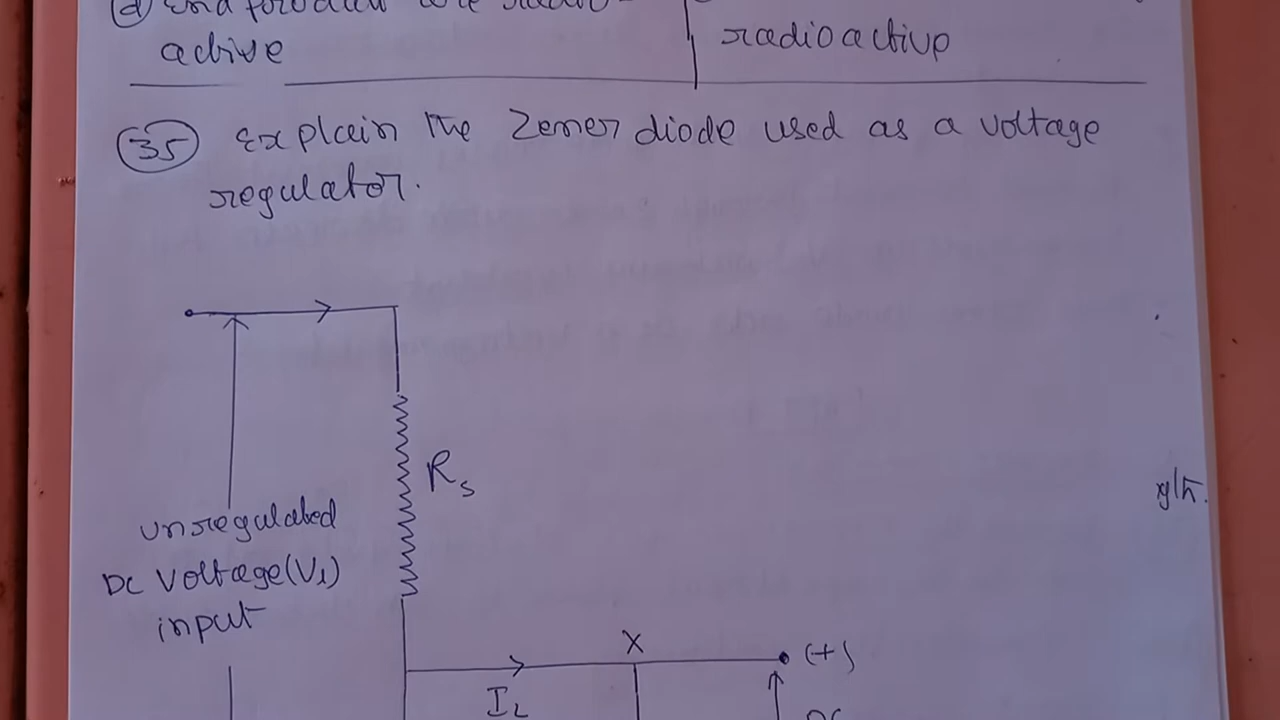 active
radioactive
35 Explain the Zener diode used as a voltage
regulator.
Rs
unregulated
DC Voltage(V1)
input
X
(+)
IL